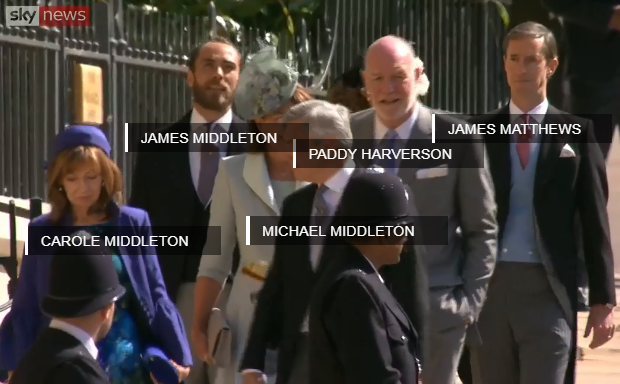 sky news
JAMES MIDDLETON
JAMES MATTHEWS
PADDY HARVERSON
CAROLE MIDDLETON
MICHAEL MIDDLETON